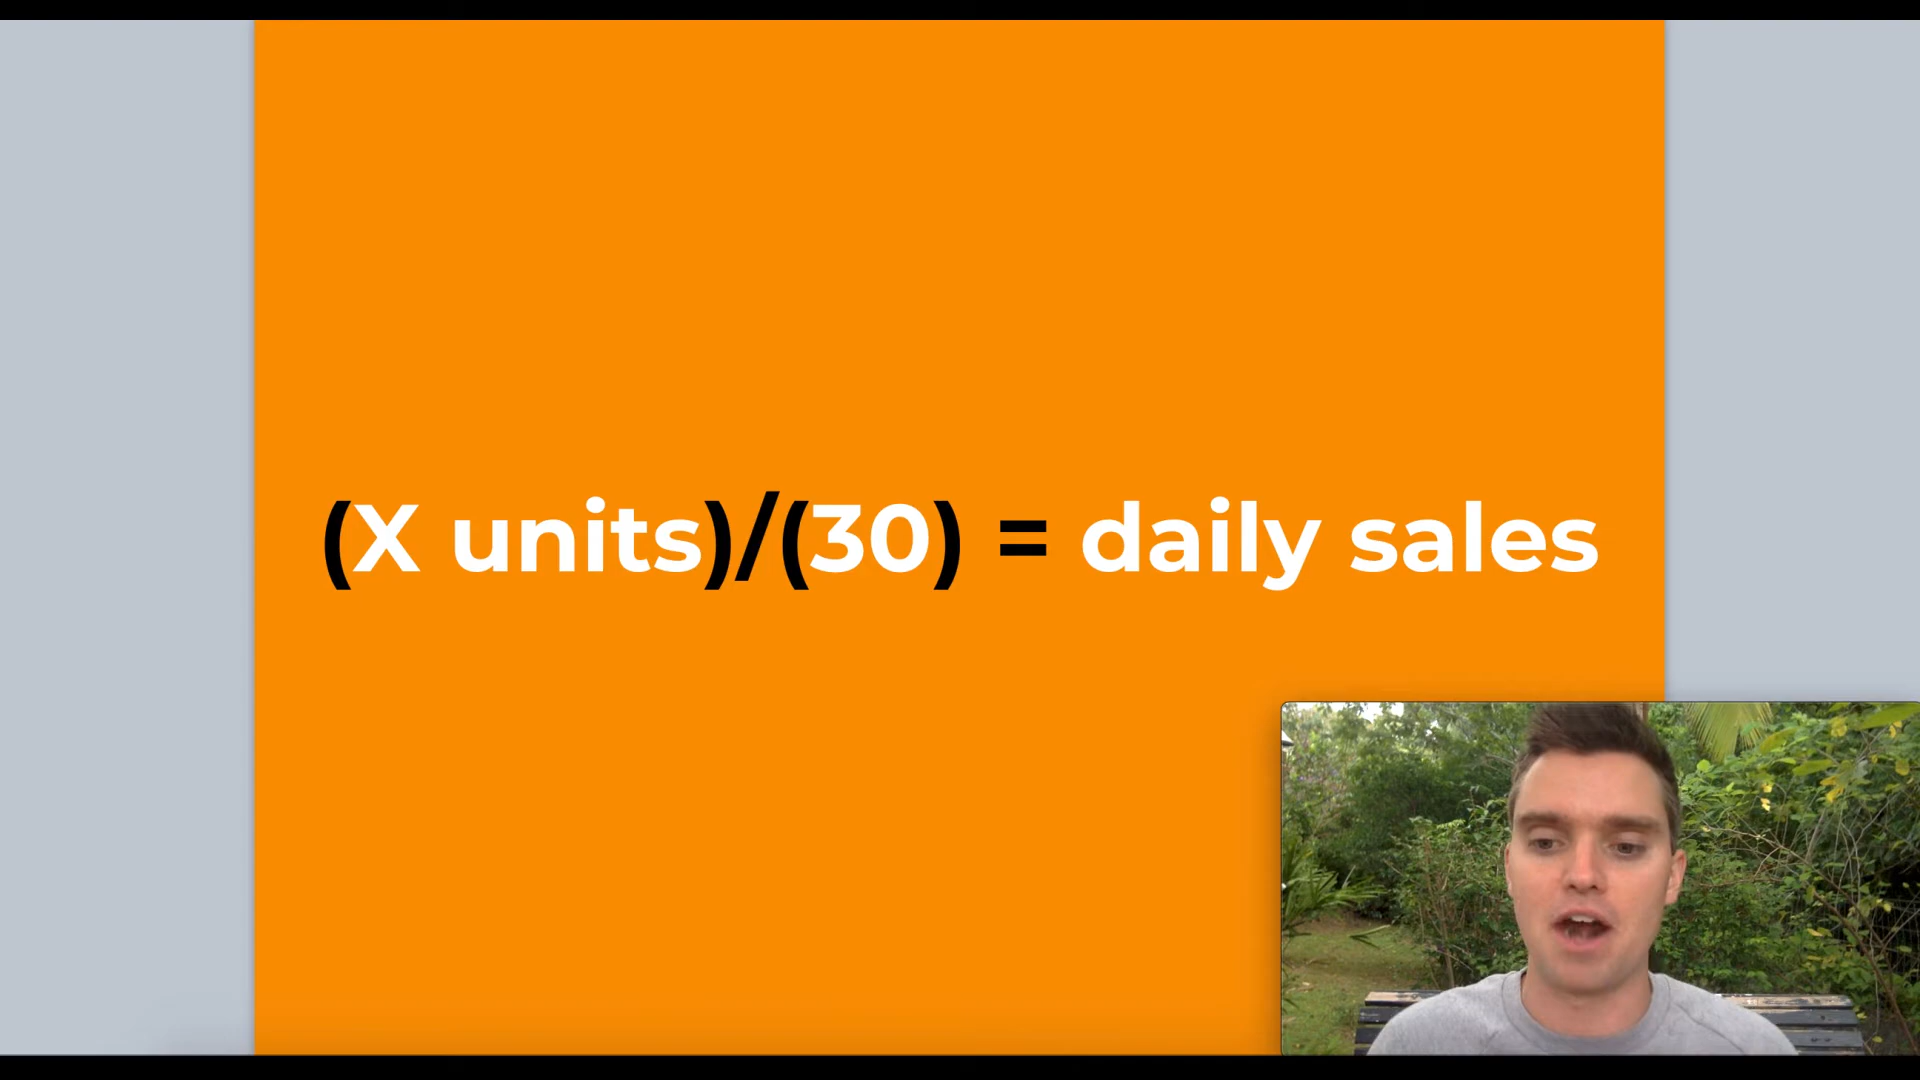 (X units)/(30) = daily sales